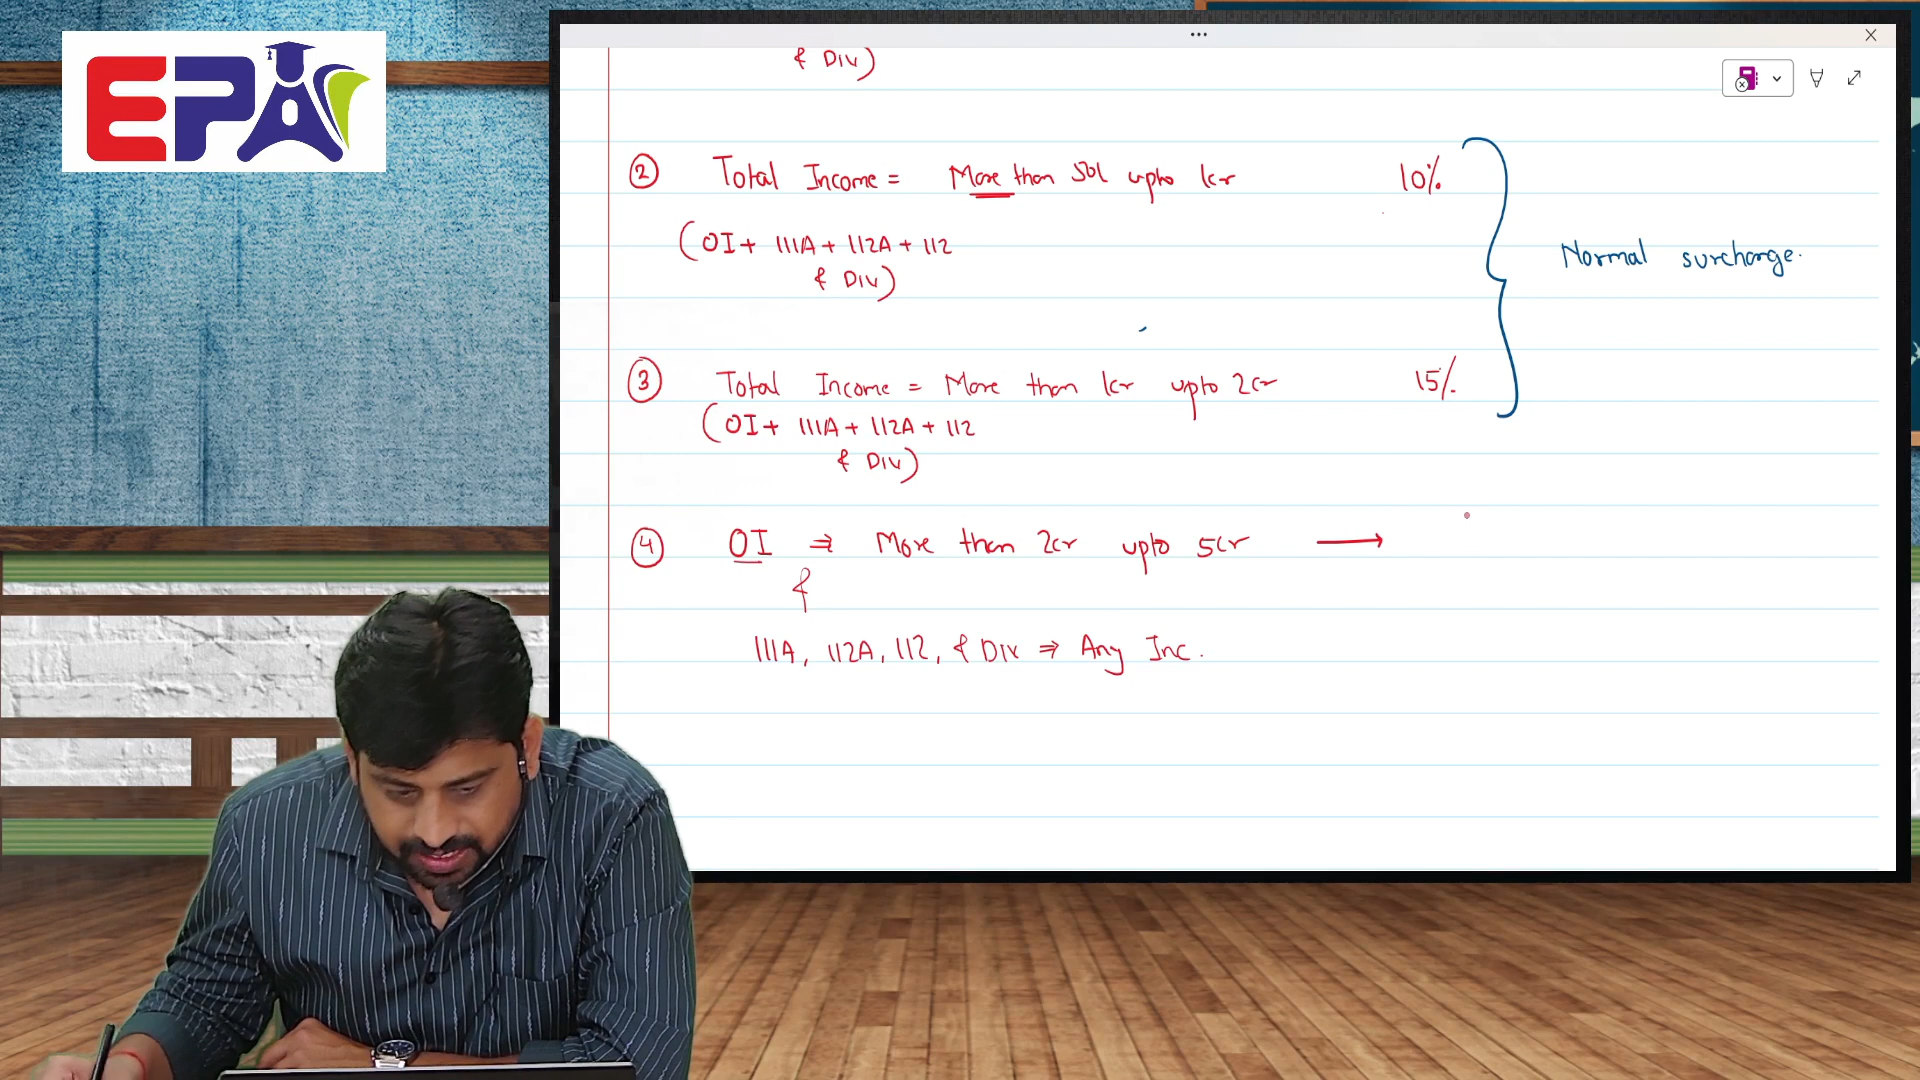 EPA
& Div)
② Total Income = More than 50L upto 1cr 10%
(OI + 111A + 112A + 112
& Div)
Normal surcharge.
③ Total Income = More than 1cr upto 2cr 15%
(OI + 111A + 112A + 112
& Div)
④ OI ⇒ More than 2cr upto 5cr →
&
111A, 112A, 112, & Div ⇒ Any Inc.